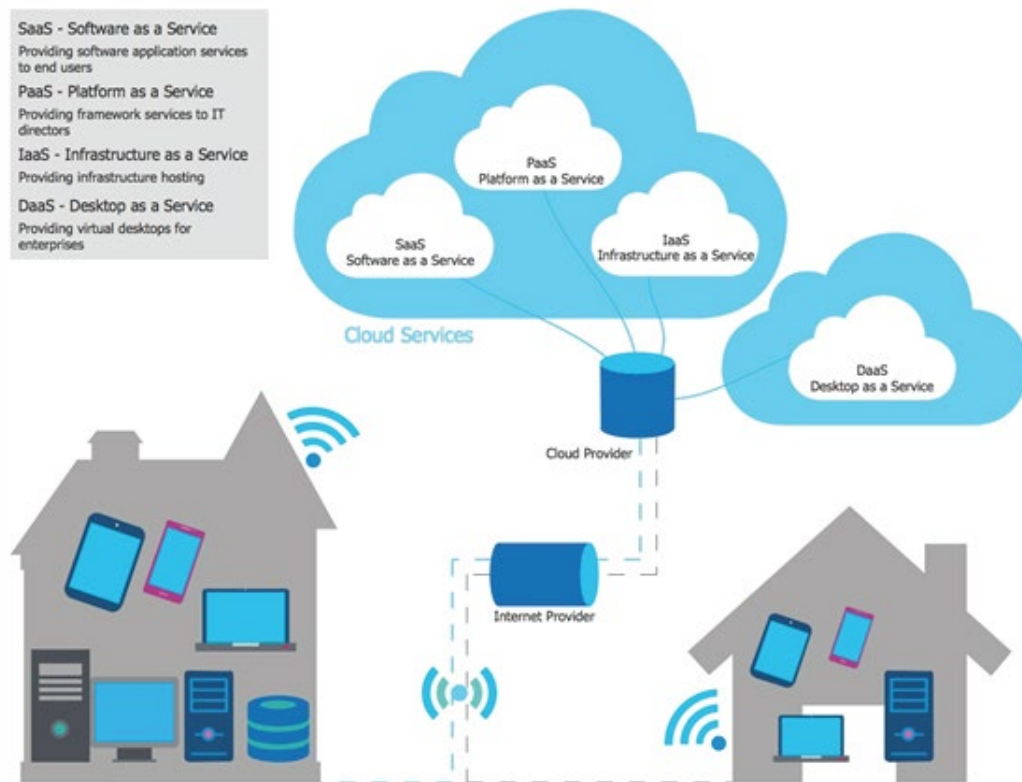 SaaS - Software as a Service
Providing software application services
to end users
PaaS - Platform as a Service
Providing framework services to IT
directors
IaaS - Infrastructure as a Service
Providing infrastructure hosting
DaaS - Desktop as a Service
Providing virtual desktops for
enterprises
PaaS
Platform as a Service
SaaS
Software as a Service
IaaS
Infrastructure as a Service
Cloud Services
DaaS
Desktop as a Service
Cloud Provider
Internet Provider